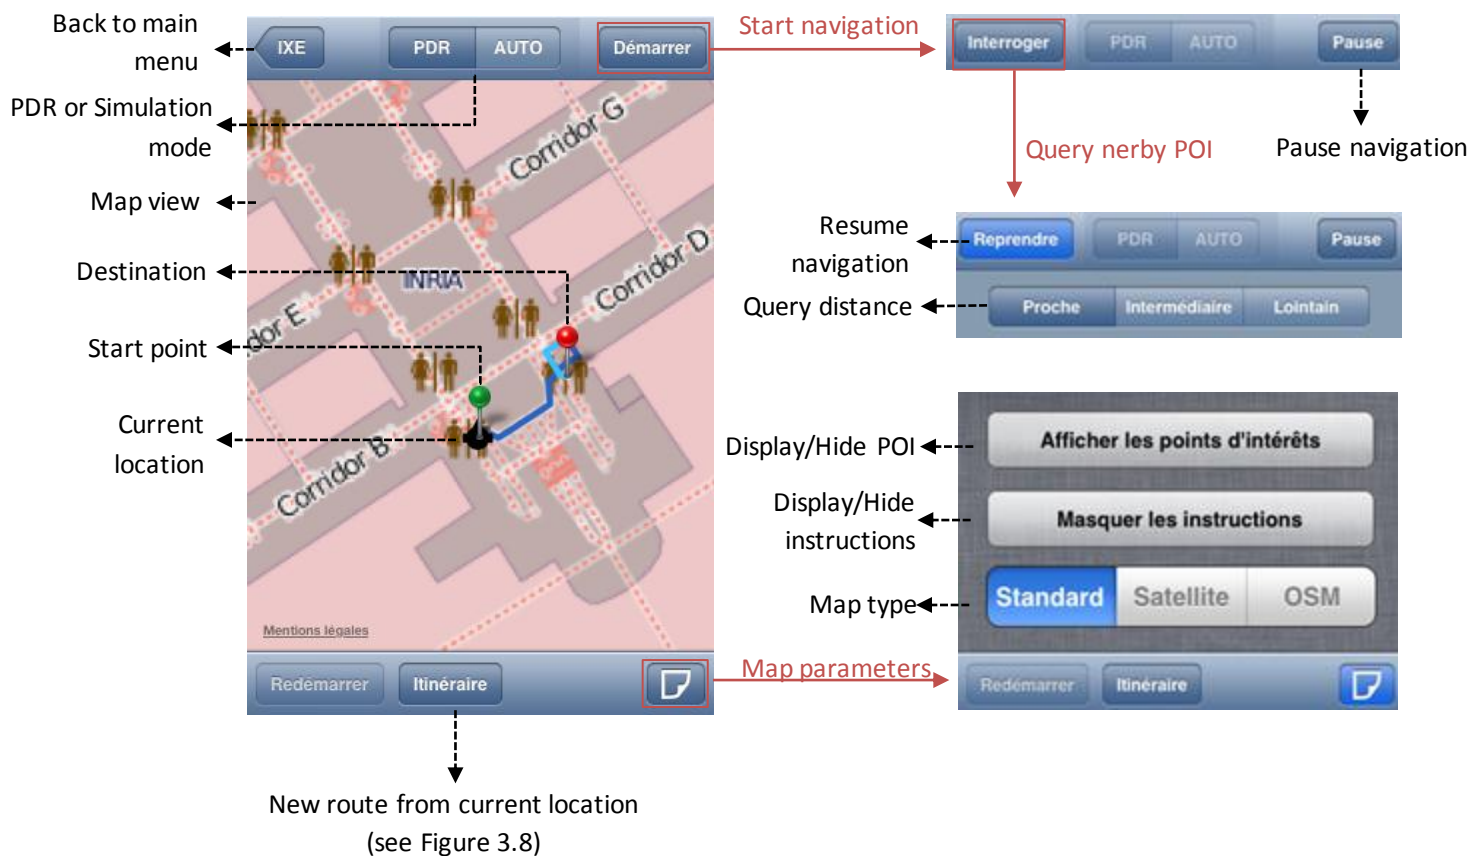 Back to main
menu
PDR or Simulation
mode
Map view
Destination
Start point
Current
location
IXE
PDR
AUTO
Démarrer
Corridor G
Corridor D
INRIA
dor E
Corridor B
Mentions légales
Redémarrer
Itinéraire
New route from current location
(see Figure 3.8)
Start navigation
Interroger
PDR
AUTO
Pause
Query nerby POI
Pause navigation
Resume
navigation
Query distance
Reprendre
PDR
AUTO
Pause
Proche
Intermédiaire
Lointain
Display/Hide POI
Display/Hide
instructions
Map type
Afficher les points d'intérêts
Masquer les instructions
Standard
Satellite
OSM
Map parameters
Redémarrer
Itinéraire